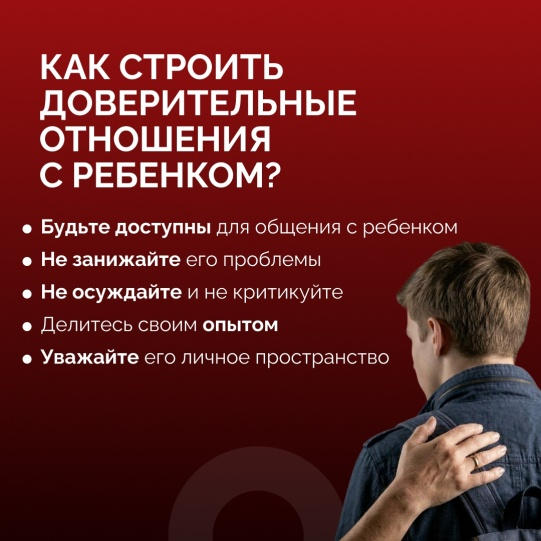 КАК СТРОИТЬ
ДОВЕРИТЕЛЬНЫЕ
ОТНОШЕНИЯ
С РЕБЕНКОМ?
Будьте доступны для общения с ребенком
Не занижайте его проблемы
Не осуждайте и не критикуйте
Делитесь своим опытом
Уважайте его личное пространство